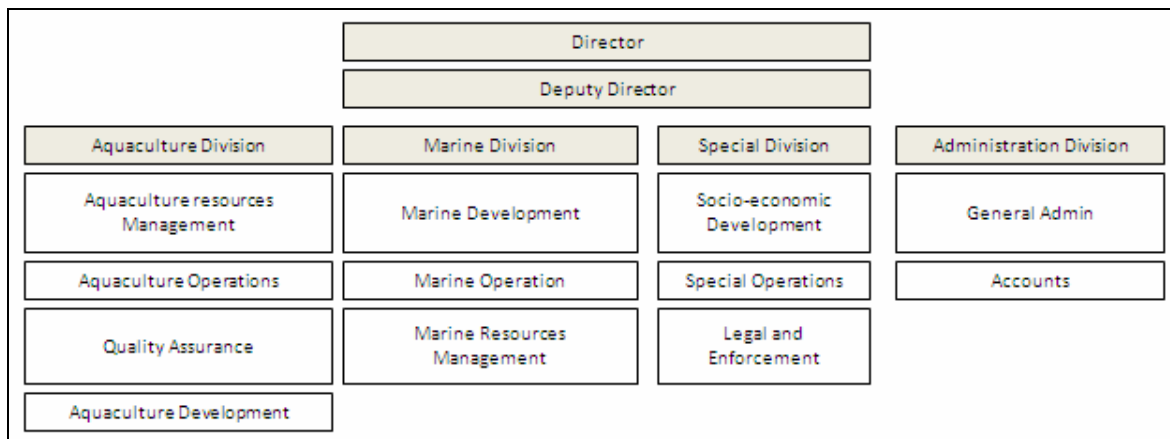 Director
Deputy Director
Aquaculture Division
Marine Division
Special Division
Administration Division
Aquaculture resources
Management
Marine Development
Socio-economic
Development
General Admin
Aquaculture Operations
Marine Operation
Special Operations
Accounts
Quality Assurance
Marine Resources
Management
Legal and
Enforcement
Aquaculture Development